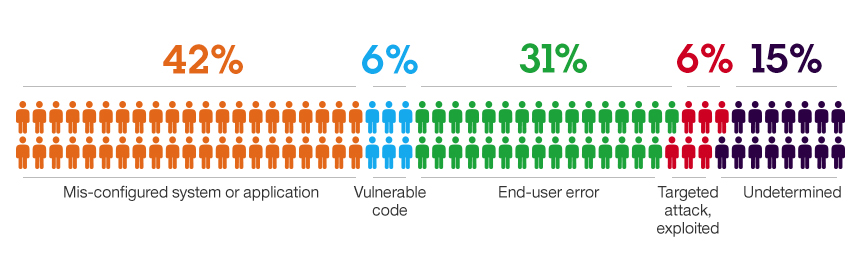 42%
6%
31%
6%
15%
Mis-configured system or application
Vulnerable
code
End-user error
Targeted
attack,
exploited
Undetermined